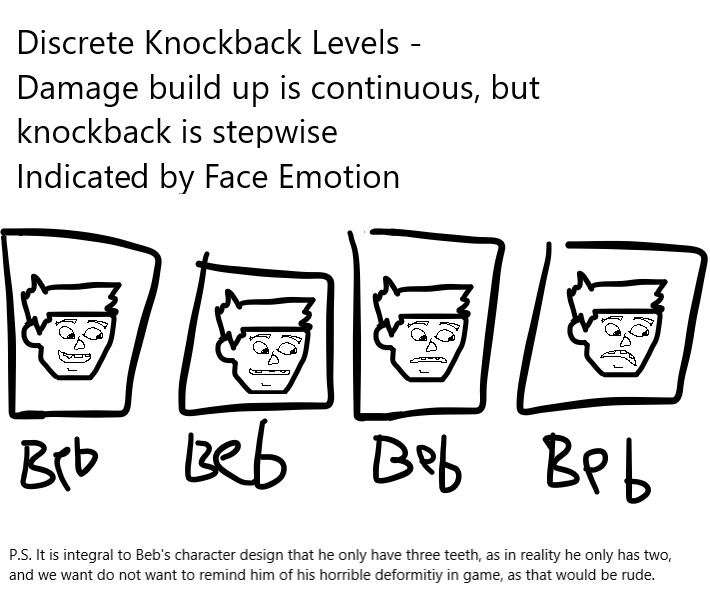 Discrete Knockback Levels -
Damage build up is continuous, but
knockback is stepwise
Indicated by Face Emotion
Beb Beb Beb Beb
P.S. It is integral to Beb's character design that he only have three teeth, as in reality he only has two,
and we want do not want to remind him of his horrible deformitiy in game, as that would be rude.